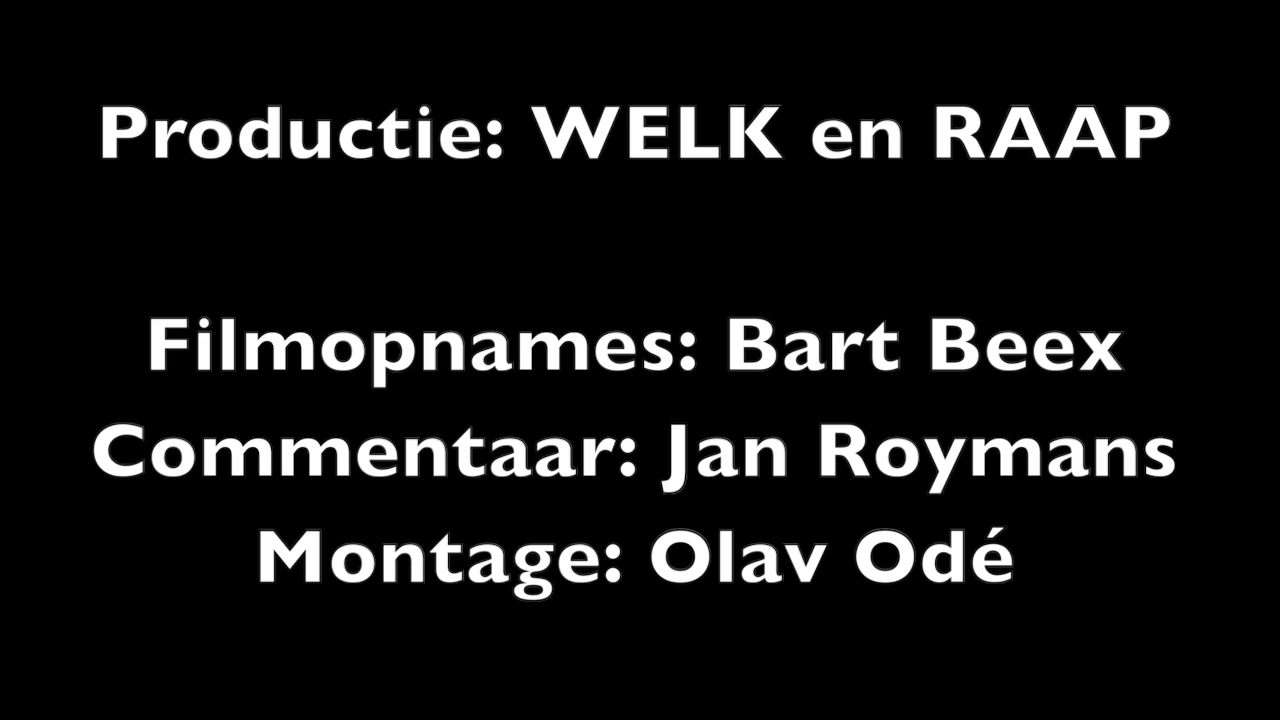 Productie: WELK en RAAP
Filmopnames: Bart Beex
Commentaar: Jan Roymans
Montage: Olav Odé